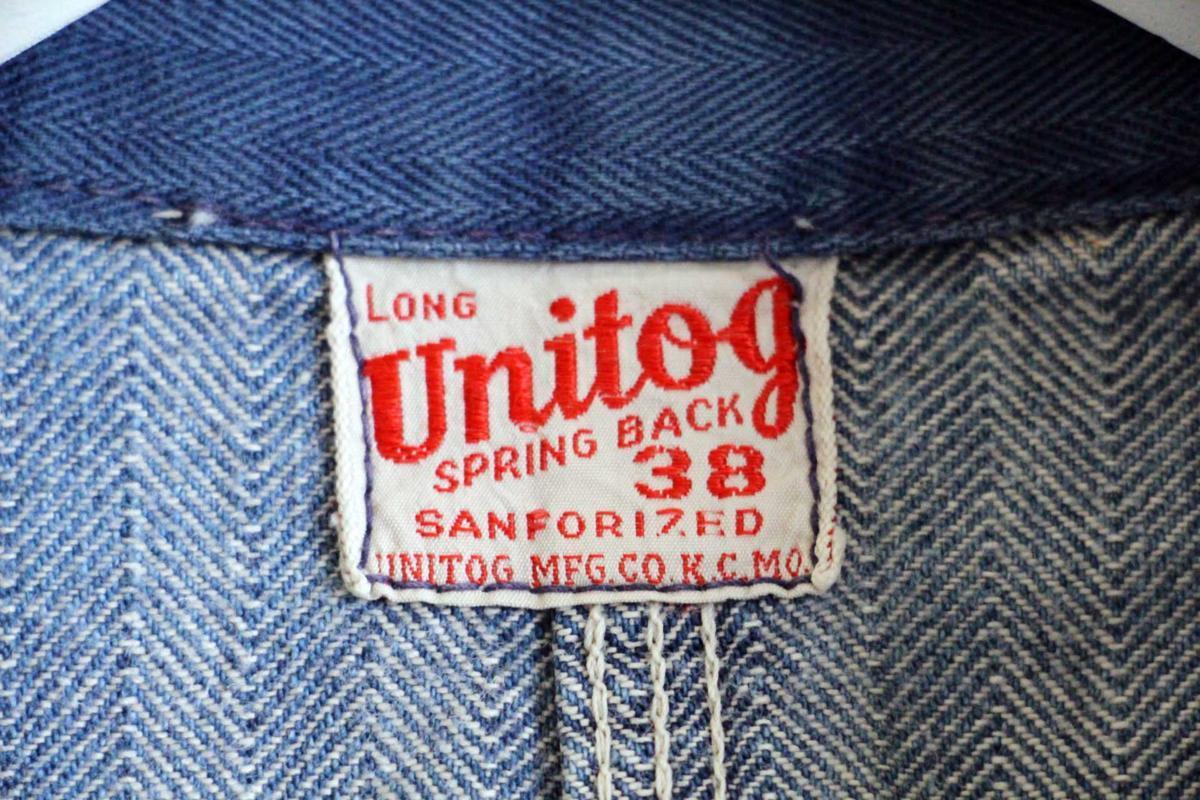 LONG
Unitog
SPRING BACK
38
SANFORIZED
UNITOG MFG. CO. K.C. MO.